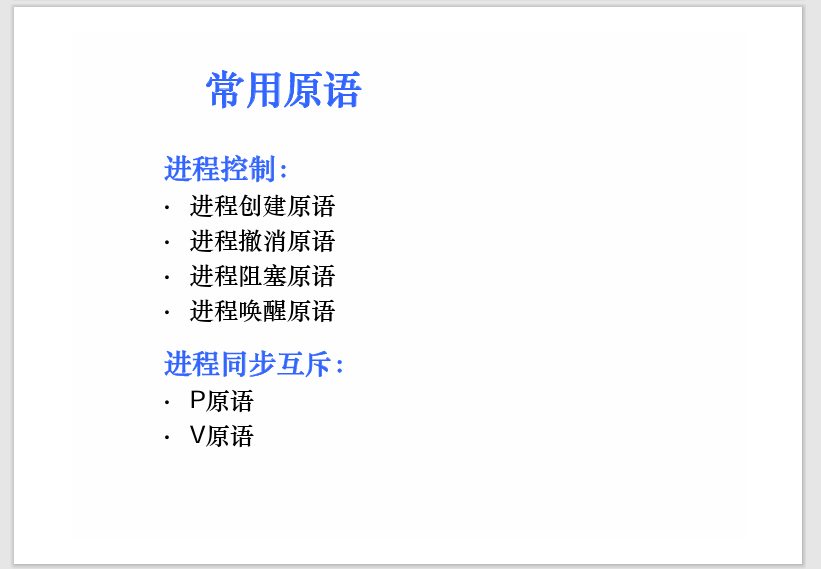 常用原语
进程控制：
· 进程创建原语
· 进程撤消原语
· 进程阻塞原语
· 进程唤醒原语
进程同步互斥：
· P原语
· V原语